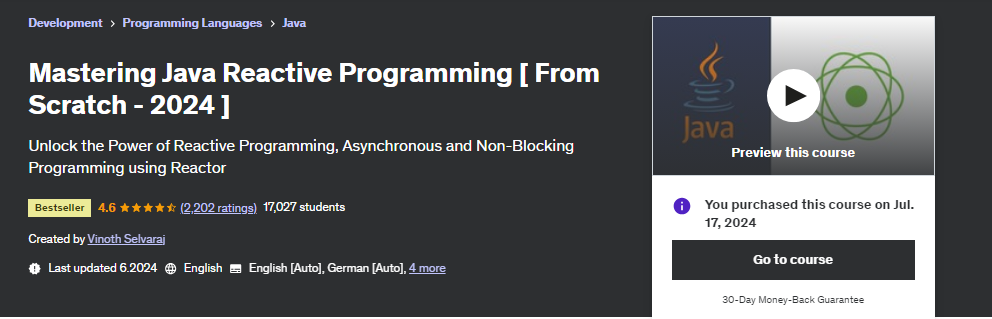 Development > Programming Languages > Java
Mastering Java Reactive Programming [ From
Scratch - 2024 ]
Unlock the Power of Reactive Programming, Asynchronous and Non-Blocking
Programming using Reactor
Bestseller 4.6 (2,202 ratings) 17,027 students
Created by Vinoth Selvaraj
Last updated 6.2024 English English [Auto], German [Auto], 4 more
Java
Preview this course
You purchased this course on Jul.
17, 2024
Go to course
30-Day Money-Back Guarantee